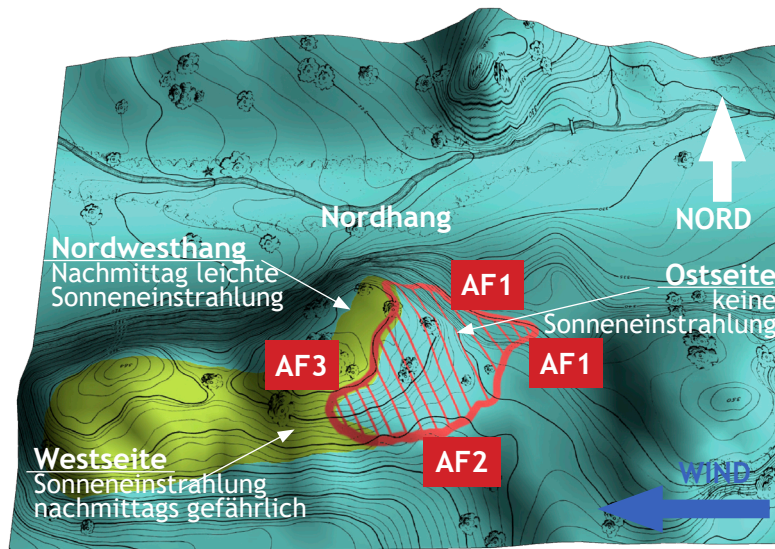 NORD
Nordhang
Nordwesthang
Nachmittag leichte
Sonneneinstrahlung
AF1
Ostseite
keine
Sonneneinstrahlung
AF3
AF1
AF2
Westseite
Sonneneinstrahlung
nachmittags gefährlich
WIND